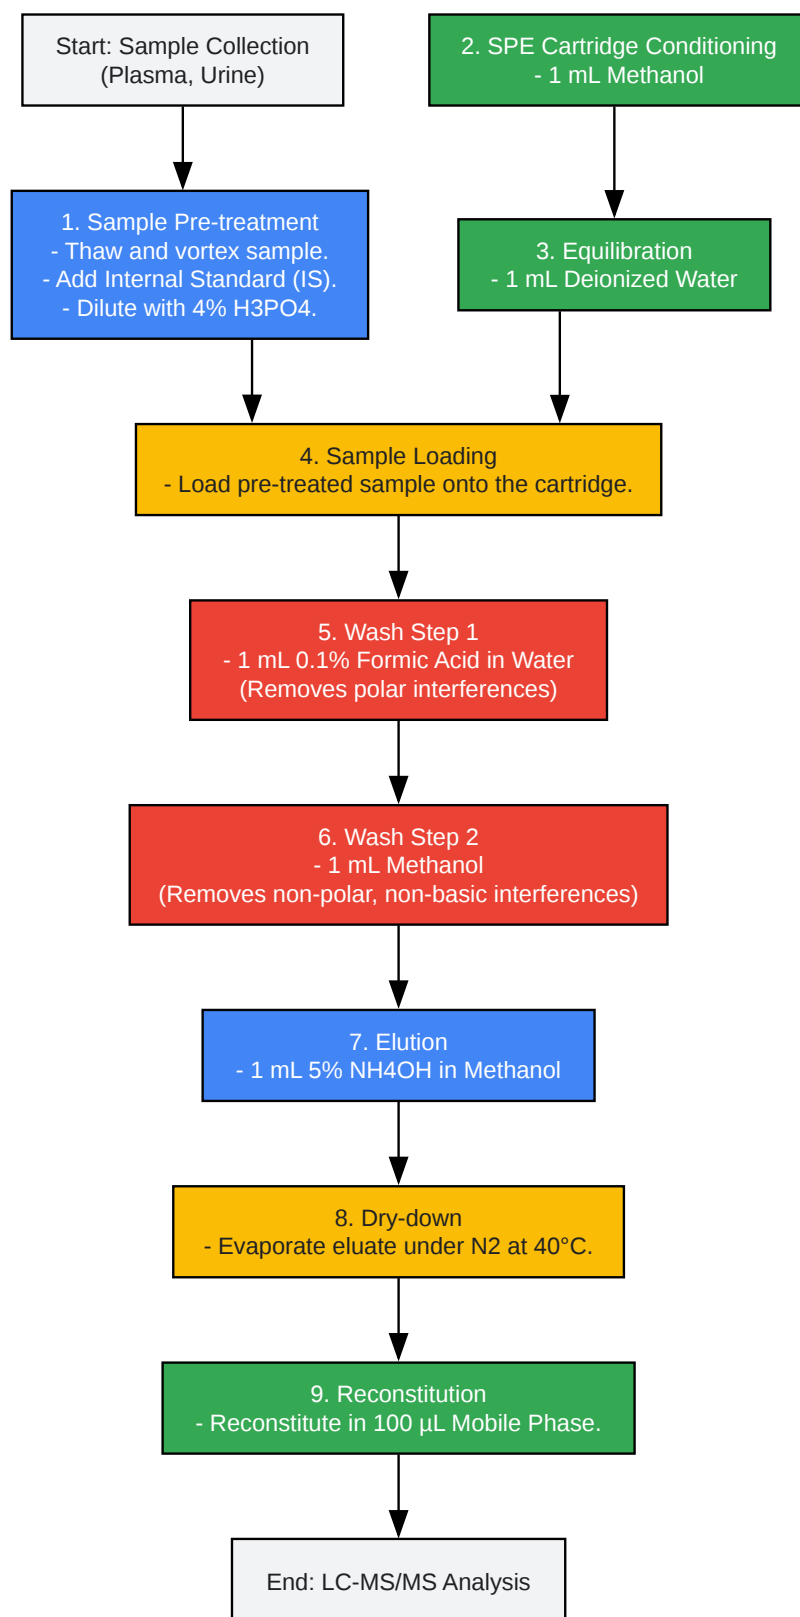 Start: Sample Collection
(Plasma, Urine)
2. SPE Cartridge Conditioning
- 1 mL Methanol
1. Sample Pre-treatment
- Thaw and vortex sample.
- Add Internal Standard (IS).
- Dilute with 4% H3PO4.
3. Equilibration
- 1 mL Deionized Water
4. Sample Loading
- Load pre-treated sample onto the cartridge.
5. Wash Step 1
- 1 mL 0.1% Formic Acid in Water
(Removes polar interferences)
6. Wash Step 2
- 1 mL Methanol
(Removes non-polar, non-basic interferences)
7. Elution
- 1 mL 5% NH4OH in Methanol
8. Dry-down
- Evaporate eluate under N2 at 40°C.
9. Reconstitution
- Reconstitute in 100 µL Mobile Phase.
End: LC-MS/MS Analysis